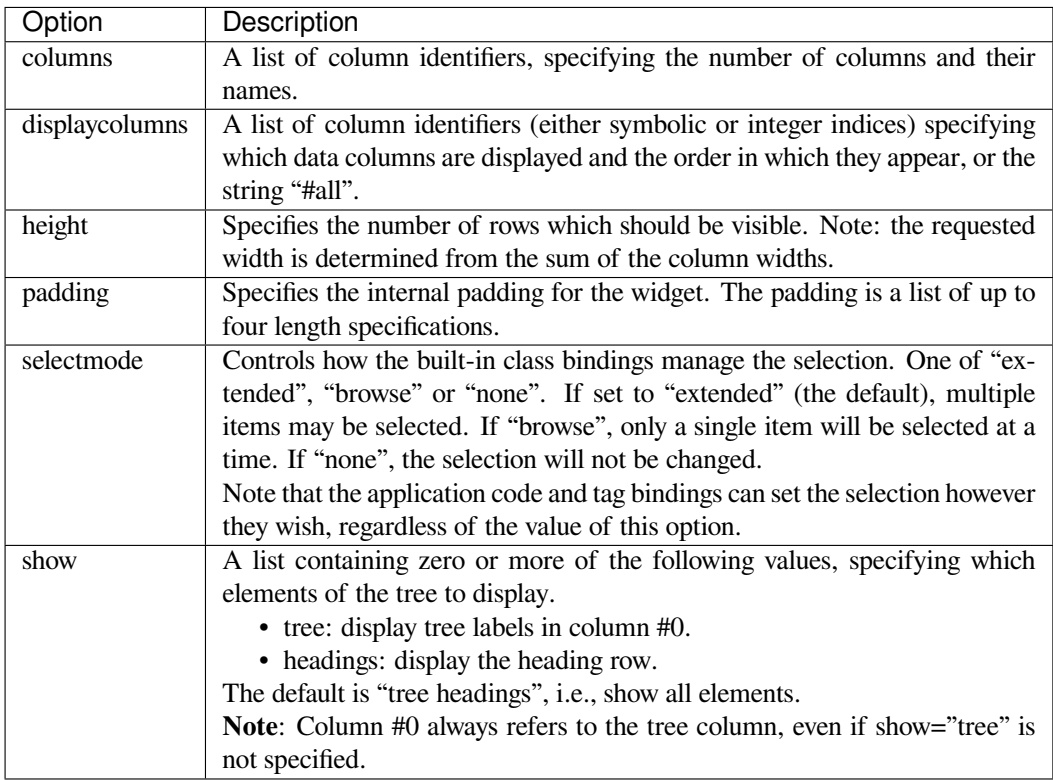 Option Description
columns A list of column identifiers, specifying the number of columns and their
names.
displaycolumns A list of column identifiers (either symbolic or integer indices) specifying
which data columns are displayed and the order in which they appear, or the
string “#all”.
height Specifies the number of rows which should be visible. Note: the requested
width is determined from the sum of the column widths.
padding Specifies the internal padding for the widget. The padding is a list of up to
four length specifications.
selectmode Controls how the built-in class bindings manage the selection. One of “ex-
tended”, “browse” or “none”. If set to “extended” (the default), multiple
items may be selected. If “browse”, only a single item will be selected at a
time. If “none”, the selection will not be changed.
Note that the application code and tag bindings can set the selection however
they wish, regardless of the value of this option.
show A list containing zero or more of the following values, specifying which
elements of the tree to display.
• tree: display tree labels in column #0.
• headings: display the heading row.
The default is “tree headings”, i.e., show all elements.
Note: Column #0 always refers to the tree column, even if show=”tree” is
not specified.